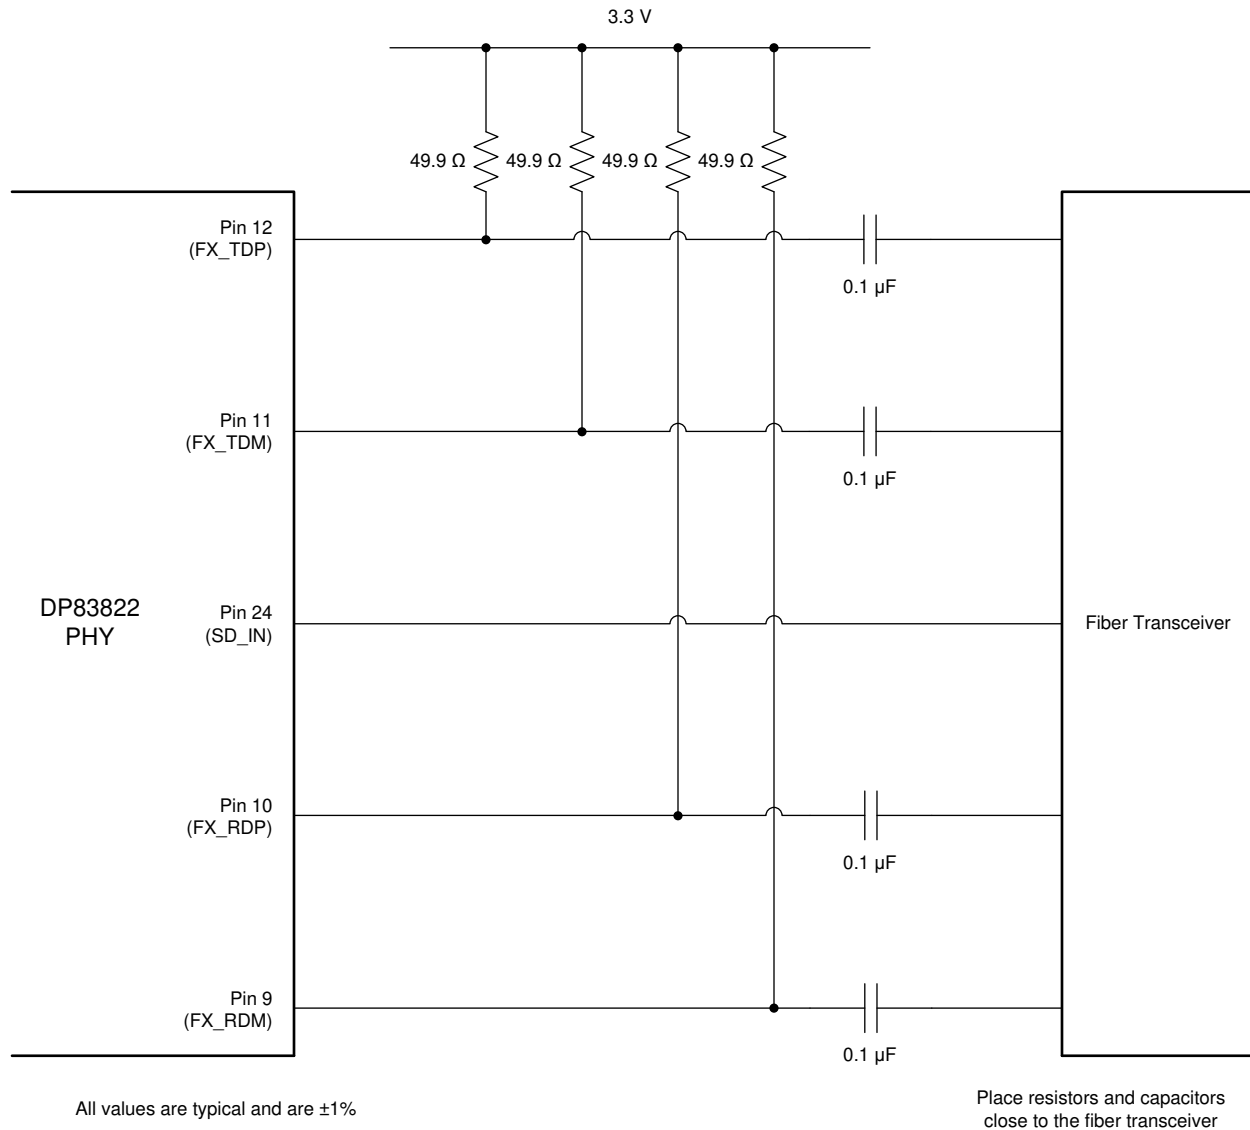 3.3 V
49.9 Ω 49.9 Ω 49.9 Ω 49.9 Ω
Pin 12
(FX_TDP)
0.1 µF
Pin 11
(FX_TDM)
0.1 µF
DP83822
PHY
Pin 24
(SD_IN)
Fiber Transceiver
Pin 10
(FX_RDP)
0.1 µF
Pin 9
(FX_RDM)
0.1 µF
All values are typical and are ±1%
Place resistors and capacitors
close to the fiber transceiver